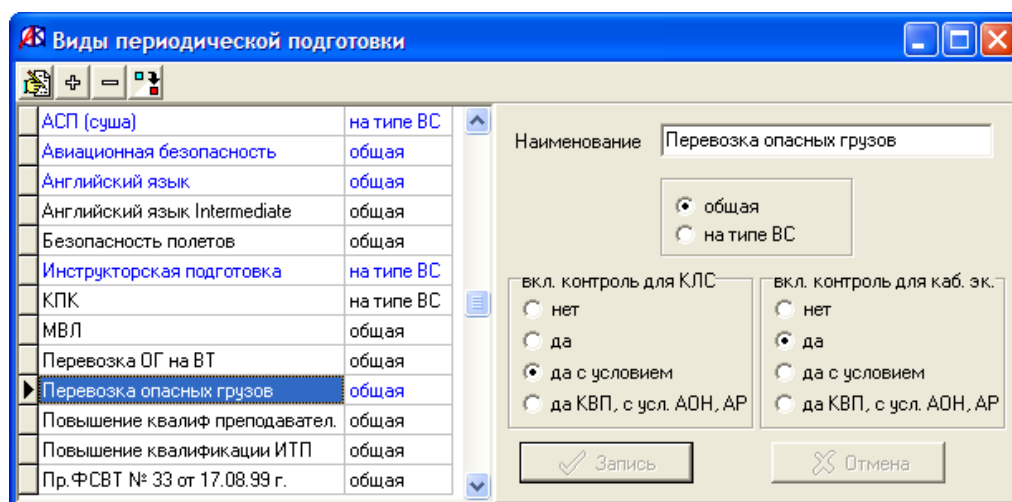 Виды периодической подготовки
АСП (суша) на типе ВС
Авиационная безопасность общая
Английский язык общая
Английский язык Intermediate общая
Безопасность полетов общая
Инструкторская подготовка на типе ВС
КПК на типе ВС
МВЛ общая
Перевозка ОГ на ВТ общая
Перевозка опасных грузов общая
Повышение квалиф преподавател. общая
Повышение квалификации ИТП общая
Пр.ФСВТ № 33 от 17.08.99 г. общая
Наименование Перевозка опасных грузов
общая
на типе ВС
вкл. контроль для КЛС
нет
да
да с условием
да КВП, с усл. АОН, АР
вкл. контроль для каб. эк.
нет
да
да с условием
да КВП, с усл. АОН, АР
Запись Отмена